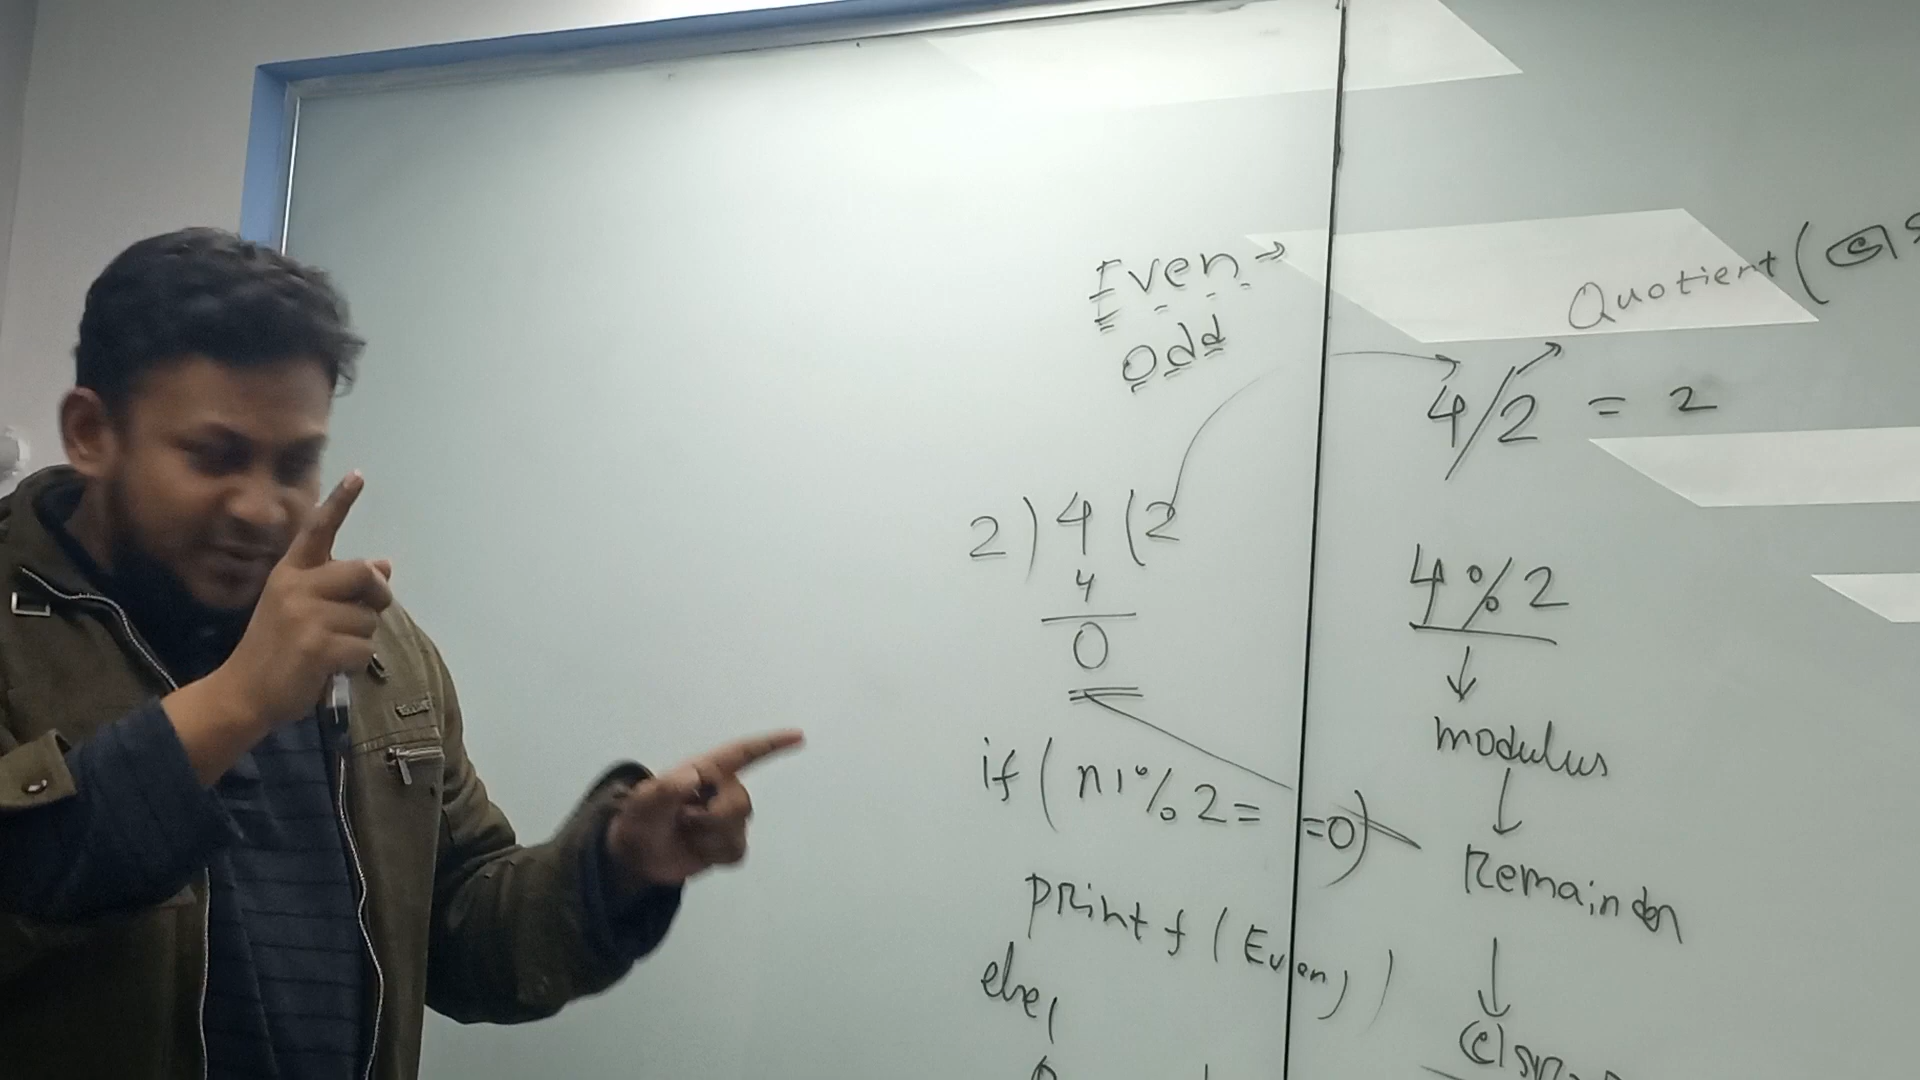 Even →
Odd
2 ) 4 ( 2
4
0
if ( n1 % 2 = =0)
printf ( Even, )
else,
Quotient (
4/2 = 2
4 % 2
↓
modulus
↓
Remainder
↓